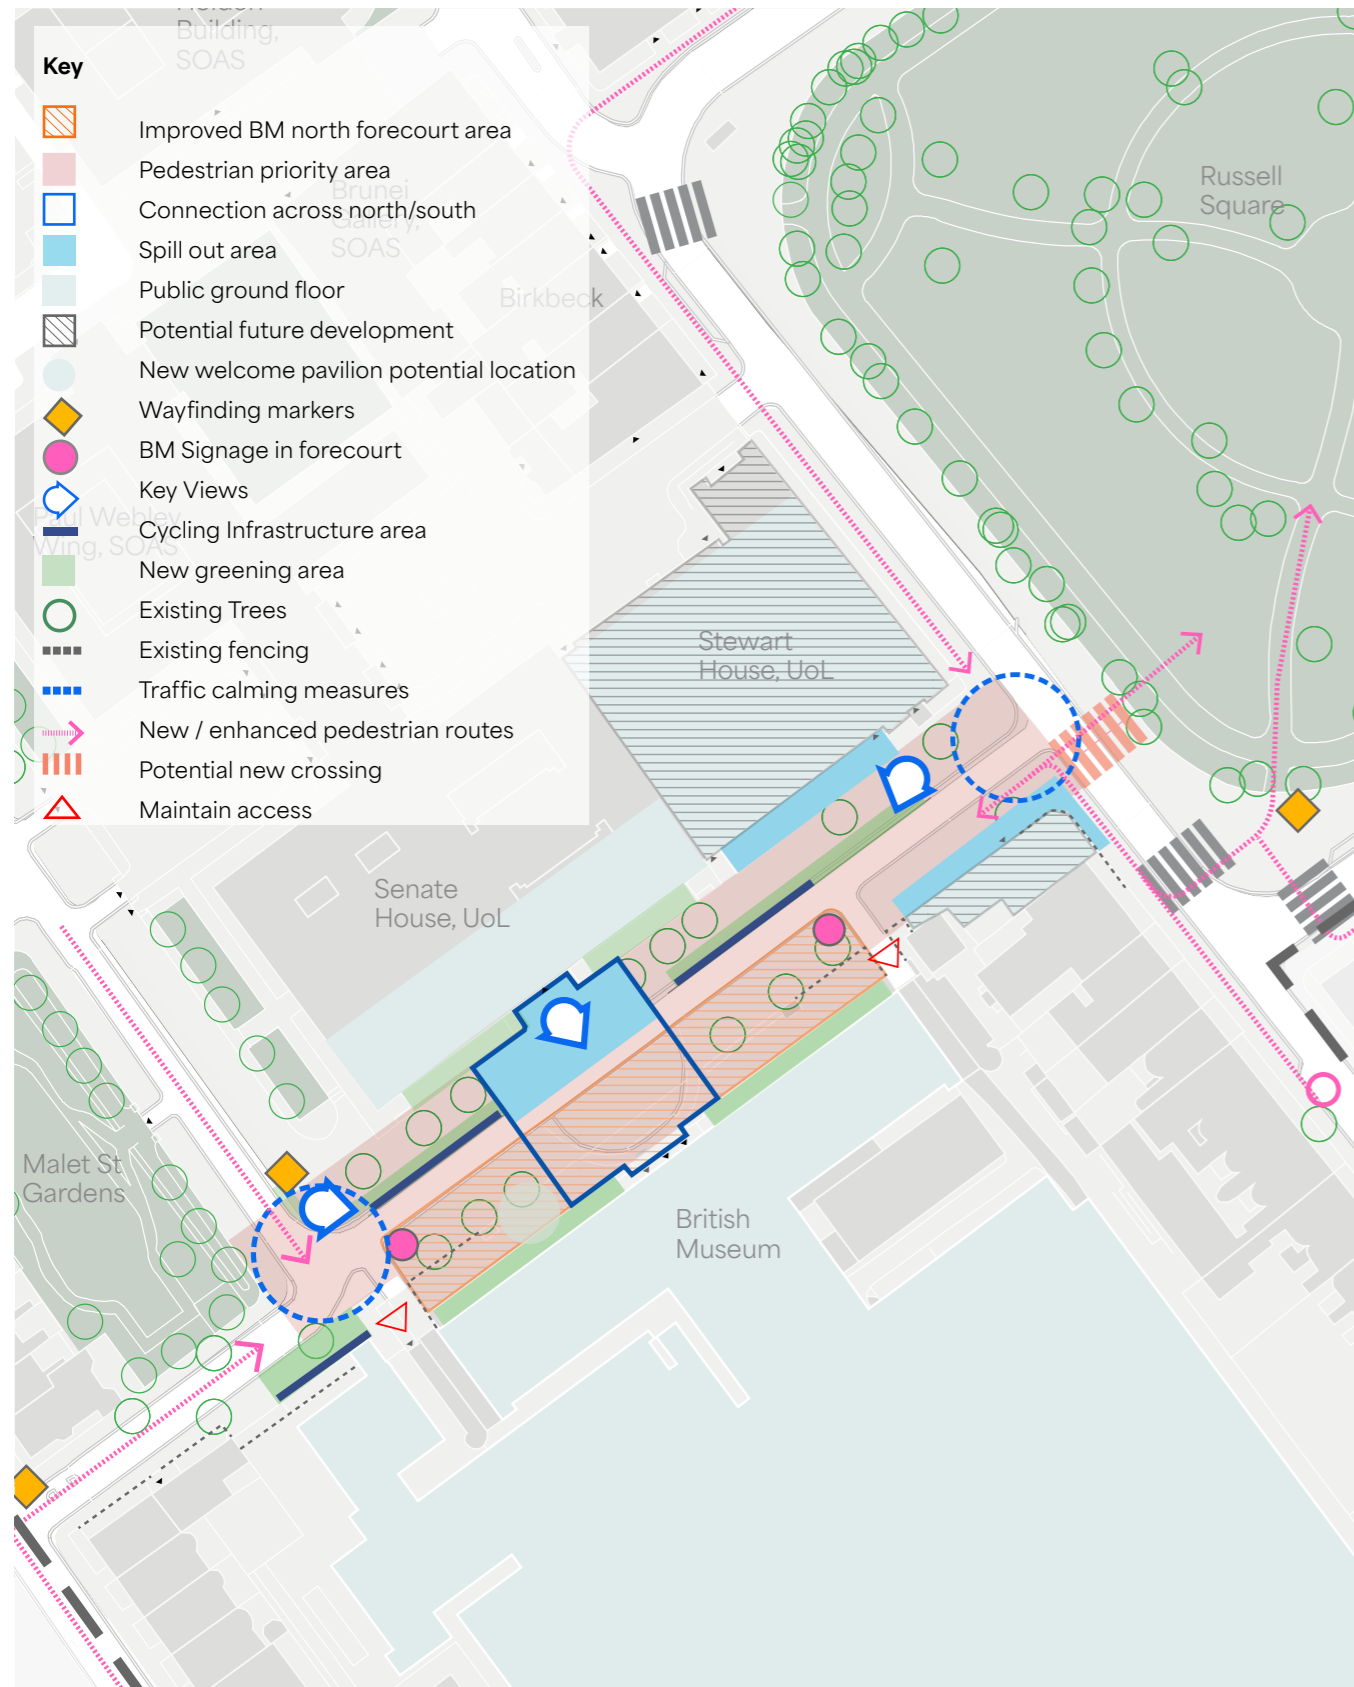 Holden
Building,
SOAS
Key
Improved BM north forecourt area
Pedestrian priority area
Connection across north/south
Spill out area
Public ground floor
Potential future development
New welcome pavilion potential location
Wayfinding markers
BM Signage in forecourt
Key Views
Cycling Infrastructure area
New greening area
Existing Trees
Existing fencing
Traffic calming measures
New / enhanced pedestrian routes
Potential new crossing
Maintain access
Brunei
Gallery,
SOAS
Birkbeck
Paul Webley
Wing, SOAS
Russell
Square
Stewart
House, UoL
Senate
House, UoL
Malet St
Gardens
British
Museum